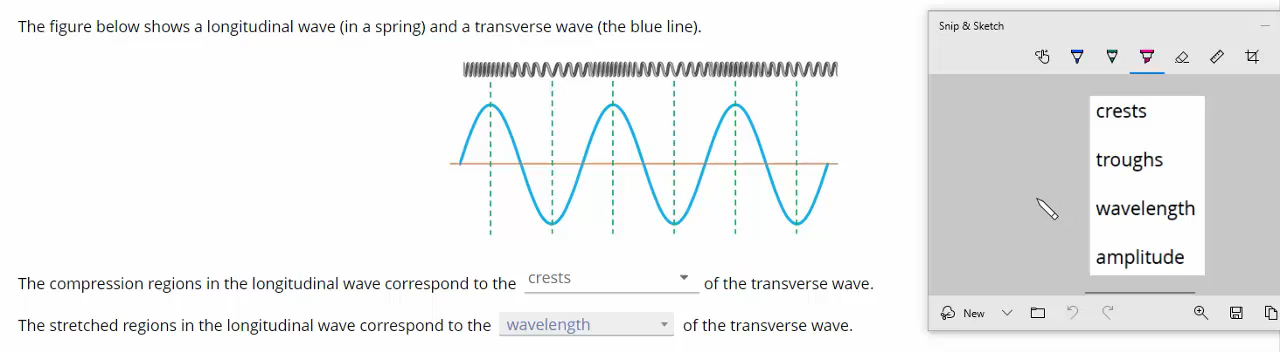 The figure below shows a longitudinal wave (in a spring) and a transverse wave (the blue line).
The compression regions in the longitudinal wave correspond to the crests of the transverse wave.
The stretched regions in the longitudinal wave correspond to the wavelength of the transverse wave.
Snip & Sketch
crests
troughs
wavelength
amplitude
New